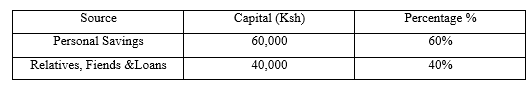 Source Capital (Ksh) Percentage %
Personal Savings 60,000 60%
Relatives, Fiends &Loans 40,000 40%